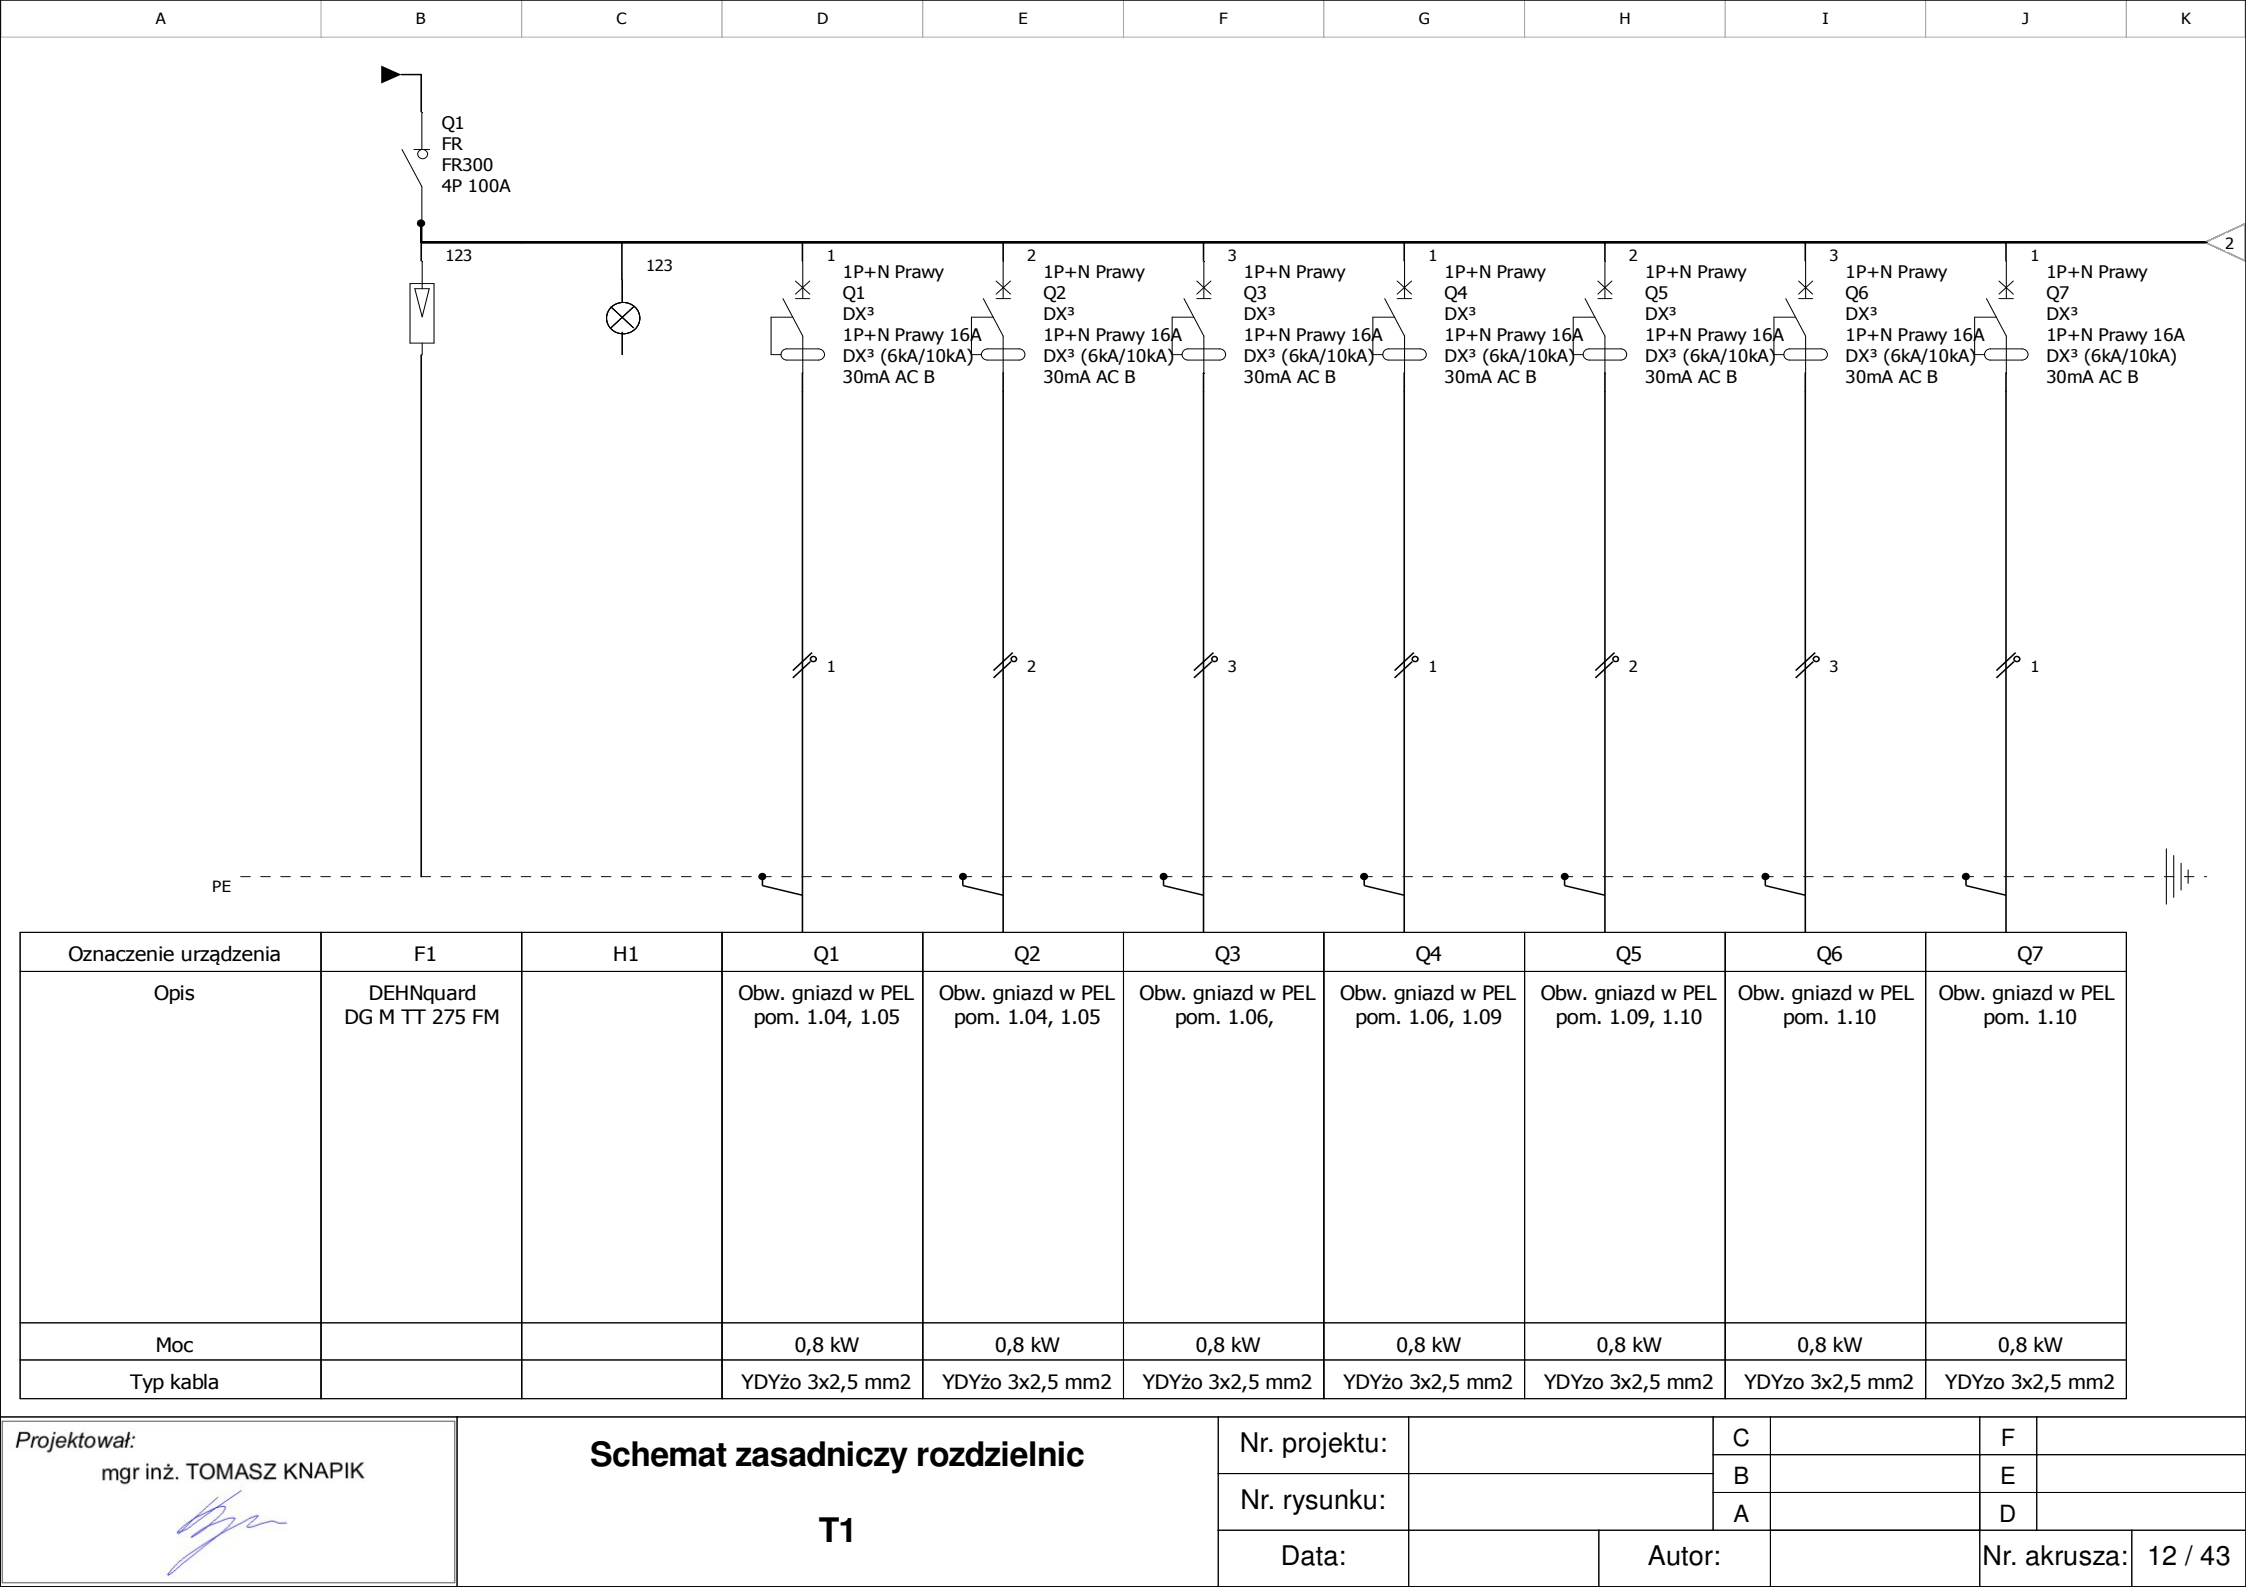 A B C D E F G H I J K
Q1
FR
FR300
4P 100A
2
123
123
1
1P+N Prawy
Q1
DX³
1P+N Prawy 16A
DX³ (6kA/10kA)
30mA AC B
2
1P+N Prawy
Q2
DX³
1P+N Prawy 16A
DX³ (6kA/10kA)
30mA AC B
3
1P+N Prawy
Q3
DX³
1P+N Prawy 16A
DX³ (6kA/10kA)
30mA AC B
1
1P+N Prawy
Q4
DX³
1P+N Prawy 16A
DX³ (6kA/10kA)
30mA AC B
2
1P+N Prawy
Q5
DX³
1P+N Prawy 16A
DX³ (6kA/10kA)
30mA AC B
3
1P+N Prawy
Q6
DX³
1P+N Prawy 16A
DX³ (6kA/10kA)
30mA AC B
1
1P+N Prawy
Q7
DX³
1P+N Prawy 16A
DX³ (6kA/10kA)
30mA AC B
1 2 3 1 2 3 1
PE
Oznaczenie urządzenia F1 H1 Q1 Q2 Q3 Q4 Q5 Q6 Q7
Opis DEHNquard Obw. gniazd w PEL Obw. gniazd w PEL Obw. gniazd w PEL Obw. gniazd w PEL Obw. gniazd w PEL Obw. gniazd w PEL Obw. gniazd w PEL
DG M TT 275 FM pom. 1.04, 1.05 pom. 1.04, 1.05 pom. 1.06, pom. 1.06, 1.09 pom. 1.09, 1.10 pom. 1.10 pom. 1.10
Moc 0,8 kW 0,8 kW 0,8 kW 0,8 kW 0,8 kW 0,8 kW 0,8 kW
Typ kabla YDYżo 3x2,5 mm2 YDYżo 3x2,5 mm2 YDYżo 3x2,5 mm2 YDYżo 3x2,5 mm2 YDYzo 3x2,5 mm2 YDYzo 3x2,5 mm2 YDYzo 3x2,5 mm2
Projektował:
mgr inż. TOMASZ KNAPIK
Schemat zasadniczy rozdzielnic
T1
Nr. projektu: C F
B E
Nr. rysunku:
A D
Data: Autor: Nr. akrusza: 12 / 43